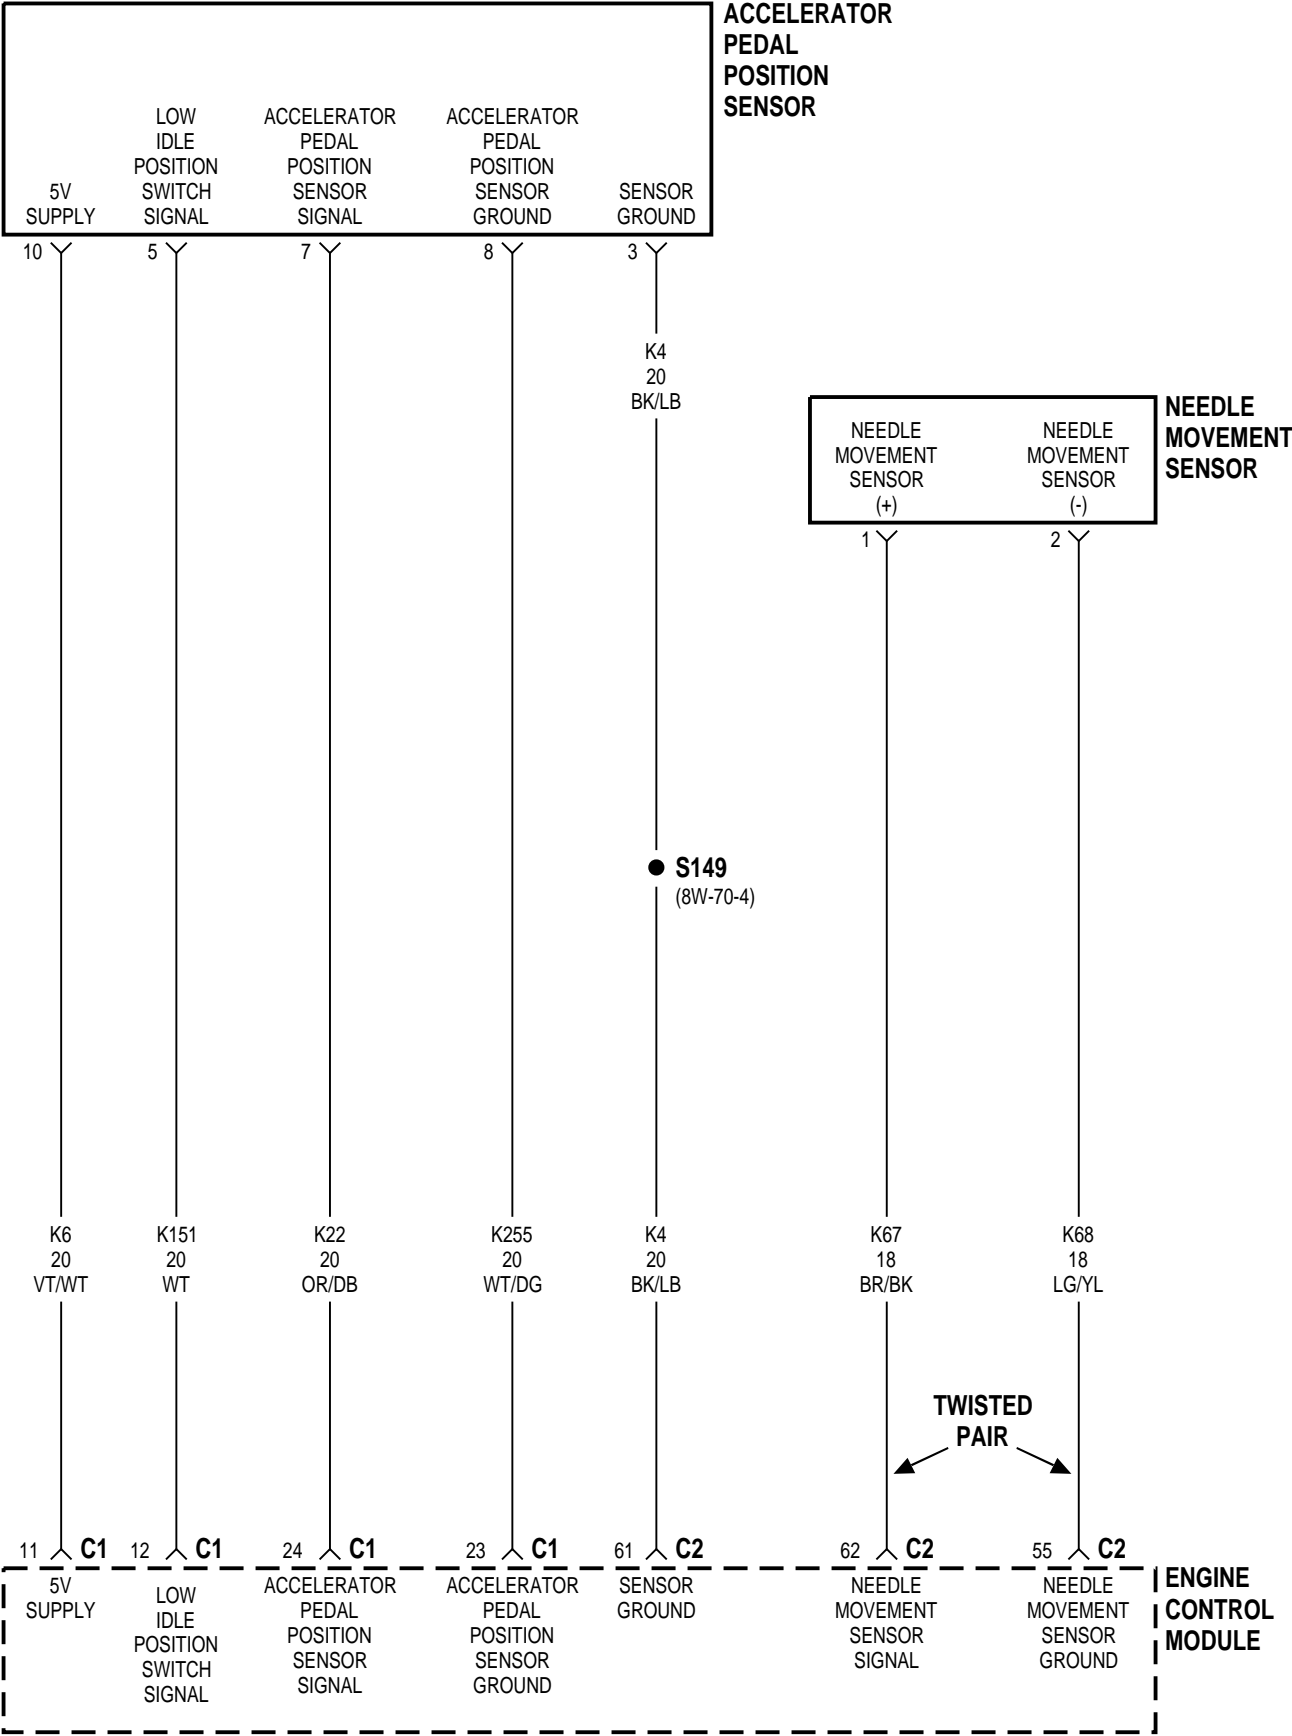 ACCELERATOR
PEDAL
POSITION
SENSOR
5V
SUPPLY
LOW
IDLE
POSITION
SWITCH
SIGNAL
ACCELERATOR
PEDAL
POSITION
SENSOR
SIGNAL
ACCELERATOR
PEDAL
POSITION
SENSOR
GROUND
SENSOR
GROUND
10
5
7
8
3
K4
20
BK/LB
NEEDLE
MOVEMENT
SENSOR
NEEDLE
MOVEMENT
SENSOR
(+)
NEEDLE
MOVEMENT
SENSOR
(-)
1
2
S149
(8W-70-4)
K6
20
VT/WT
K151
20
WT
K22
20
OR/DB
K255
20
WT/DG
K4
20
BK/LB
K67
18
BR/BK
K68
18
LG/YL
TWISTED
PAIR
11 C1
12 C1
24 C1
23 C1
61 C2
62 C2
55 C2
5V
SUPPLY
LOW
IDLE
POSITION
SWITCH
SIGNAL
ACCELERATOR
PEDAL
POSITION
SENSOR
SIGNAL
ACCELERATOR
PEDAL
POSITION
SENSOR
GROUND
SENSOR
GROUND
NEEDLE
MOVEMENT
SENSOR
SIGNAL
NEEDLE
MOVEMENT
SENSOR
GROUND
ENGINE
CONTROL
MODULE